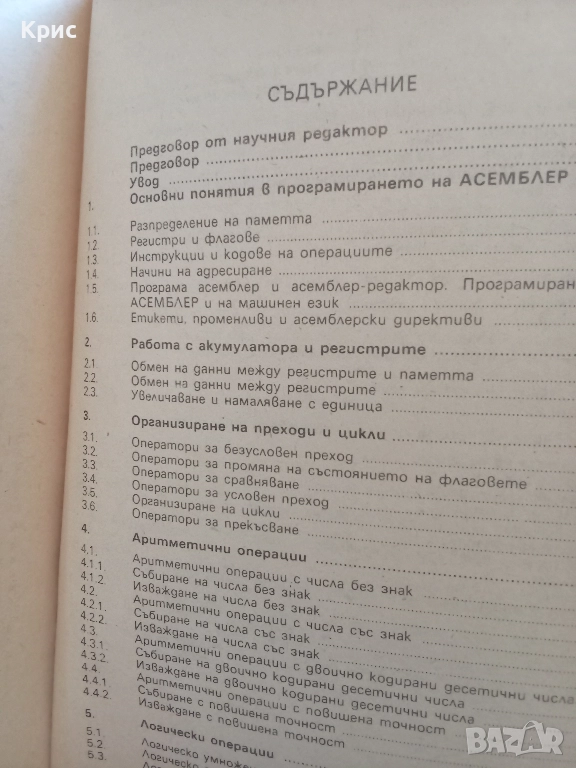 Крис
СЪДЪРЖАНИЕ
Предговор от научния редактор
Предговор
Увод
1. Основни понятия в програмирането на АСЕМБЛЕР
1.1. Разпределение на паметта
1.2 Регистри и флагове
1.3. Инструкции и кодове на операциите
1.4. Начини на адресиране
1.5 Програма асемблер и асемблер-редактор.
АСЕМБЛЕР и на машинен език
1.6. Етикети, променливи и асемблерски директиви
2. Работа с акумулатора и регистрите
2.1. Обмен на данни между регистрите и паметта
2.2. Обмен на данни между регистрите
2.3. Увеличаване и намаляване с единица
3. Организиране на преходи и цикли
3.1. Оператори за безусловен преход
3.2. Оператори за промяна на състоянието на флаговете
3.3. Оператори за сравняване
3.4. Оператори за условен преход
3.5. Организиране на цикли
3.6. Оператори за прекъсване
4. Аритметични операции
4.1. Аритметични операции с числа без знак
4.1.1. Събиране на числа без знак
4.1.2. Изваждане на числа без знак
4.2. Аритметични операции с числа със знак
4.2.1. Събиране на числа със знак
4.2.2. Изваждане на числа със знак
4.3. Аритметични операции с двоично кодирани десетични числа
4.3.1. Събиране на двоично кодирани десетични числа
4.3.2. Изваждане на двоично кодирани десетични числа
4.4. Аритметични операции с повишена точност
4.4.1. Събиране с повишена точност
4.4.2. Изваждане с повишена точност
5. Логически операции
5.1. Логическо
5.2. Логическо
5.3.
BAZAR